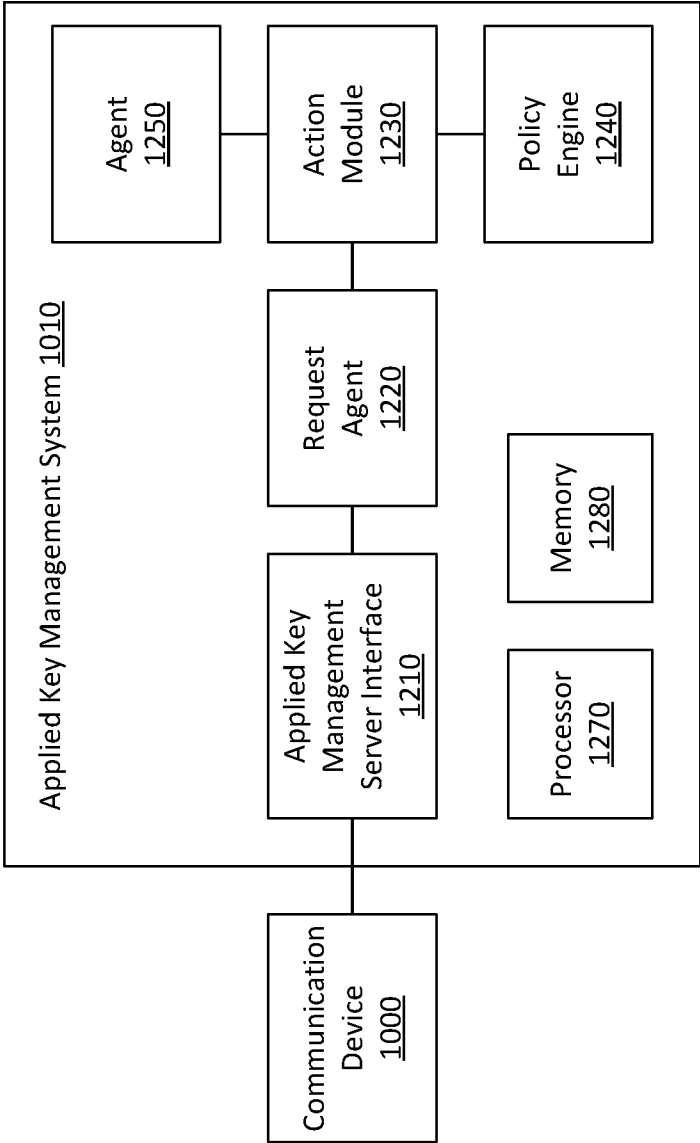 Applied Key Management System 1010
Communication
Device
1000
Applied Key
Management
Server Interface
1210
Request
Agent
1220
Agent
1250
Action
Module
1230
Policy
Engine
1240
Processor
1270
Memory
1280